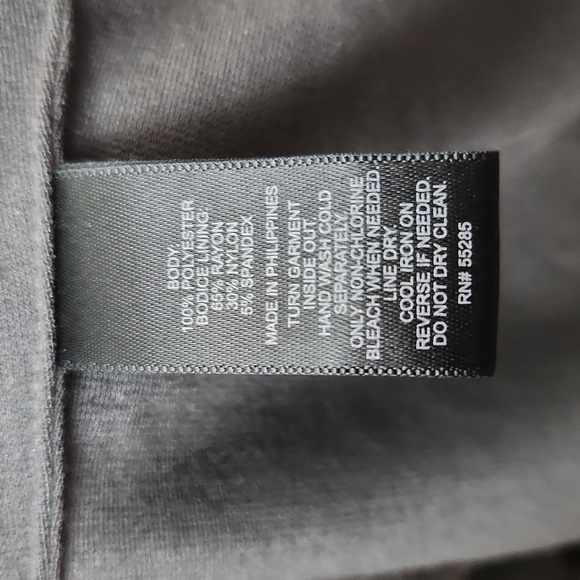 BODY:
100% POLYESTER
BODICE LINING:
65% RAYON
30% NYLON
5% SPANDEX
MADE IN PHILIPPINES
TURN GARMENT
INSIDE OUT
HAND WASH COLD
SEPARATELY
ONLY NON-CHLORINE
BLEACH WHEN NEEDED
LINE DRY.
COOL IRON ON
REVERSE IF NEEDED.
DO NOT DRY CLEAN.
RN# 55285